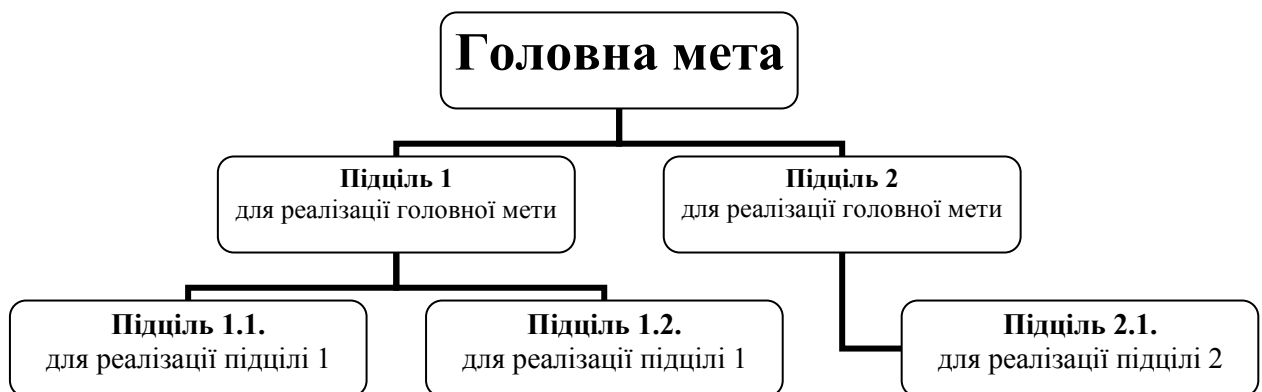 Головна мета
Підціль 1
для реалізації головної мети
Підціль 2
для реалізації головної мети
Підціль 1.1.
для реалізації підцілі 1
Підціль 1.2.
для реалізації підцілі 1
Підціль 2.1.
для реалізації підцілі 2